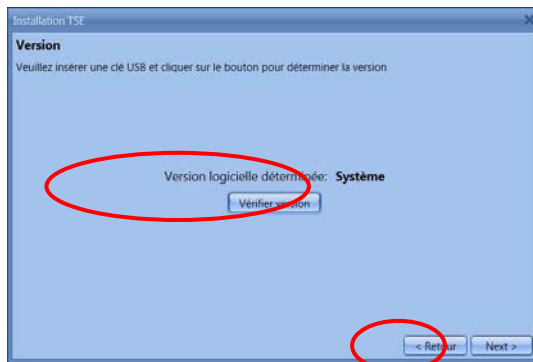 Installation TSE
Version
Veuillez insérer une clé USB et cliquer sur le bouton pour déterminer la version
Version logicielle déterminée: Système
Vérifier version
< Retour Next >